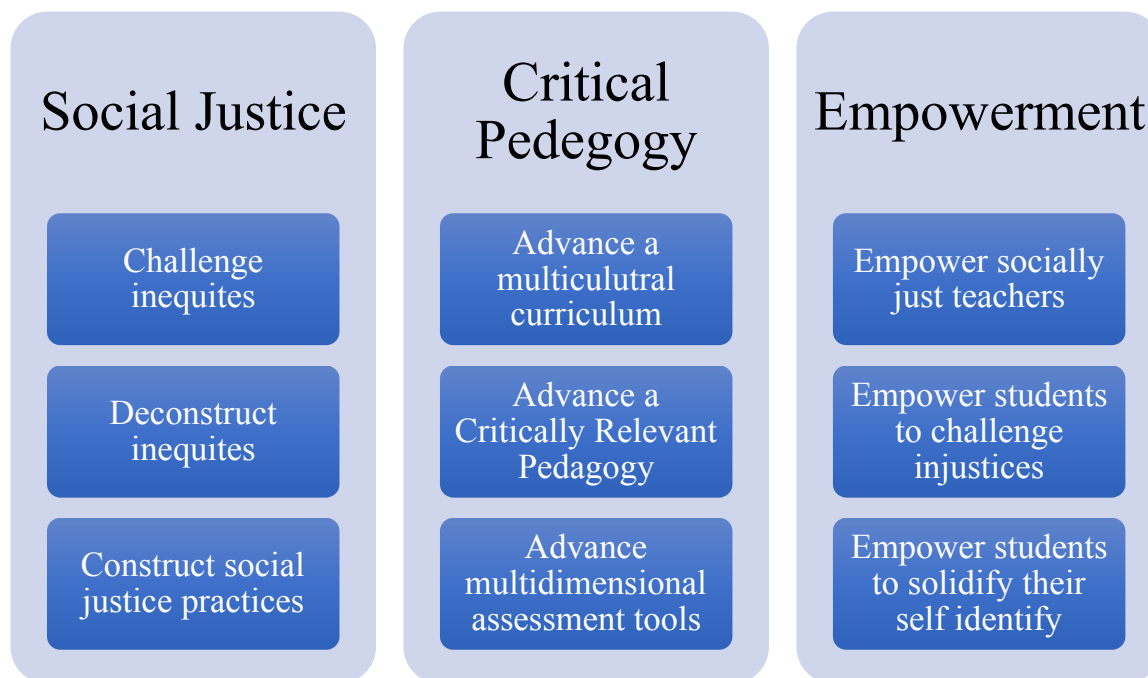 Social Justice
Challenge
inequites
Deconstruct
inequites
Construct social
justice practices
Critical
Pedegogy
Advance a
multiculutral
curriculum
Advance a
Critically Relevant
Pedagogy
Advance
multidimensional
assessment tools
Empowerment
Empower socially
just teachers
Empower students
to challenge
injustices
Empower students
to solidify their
self identify